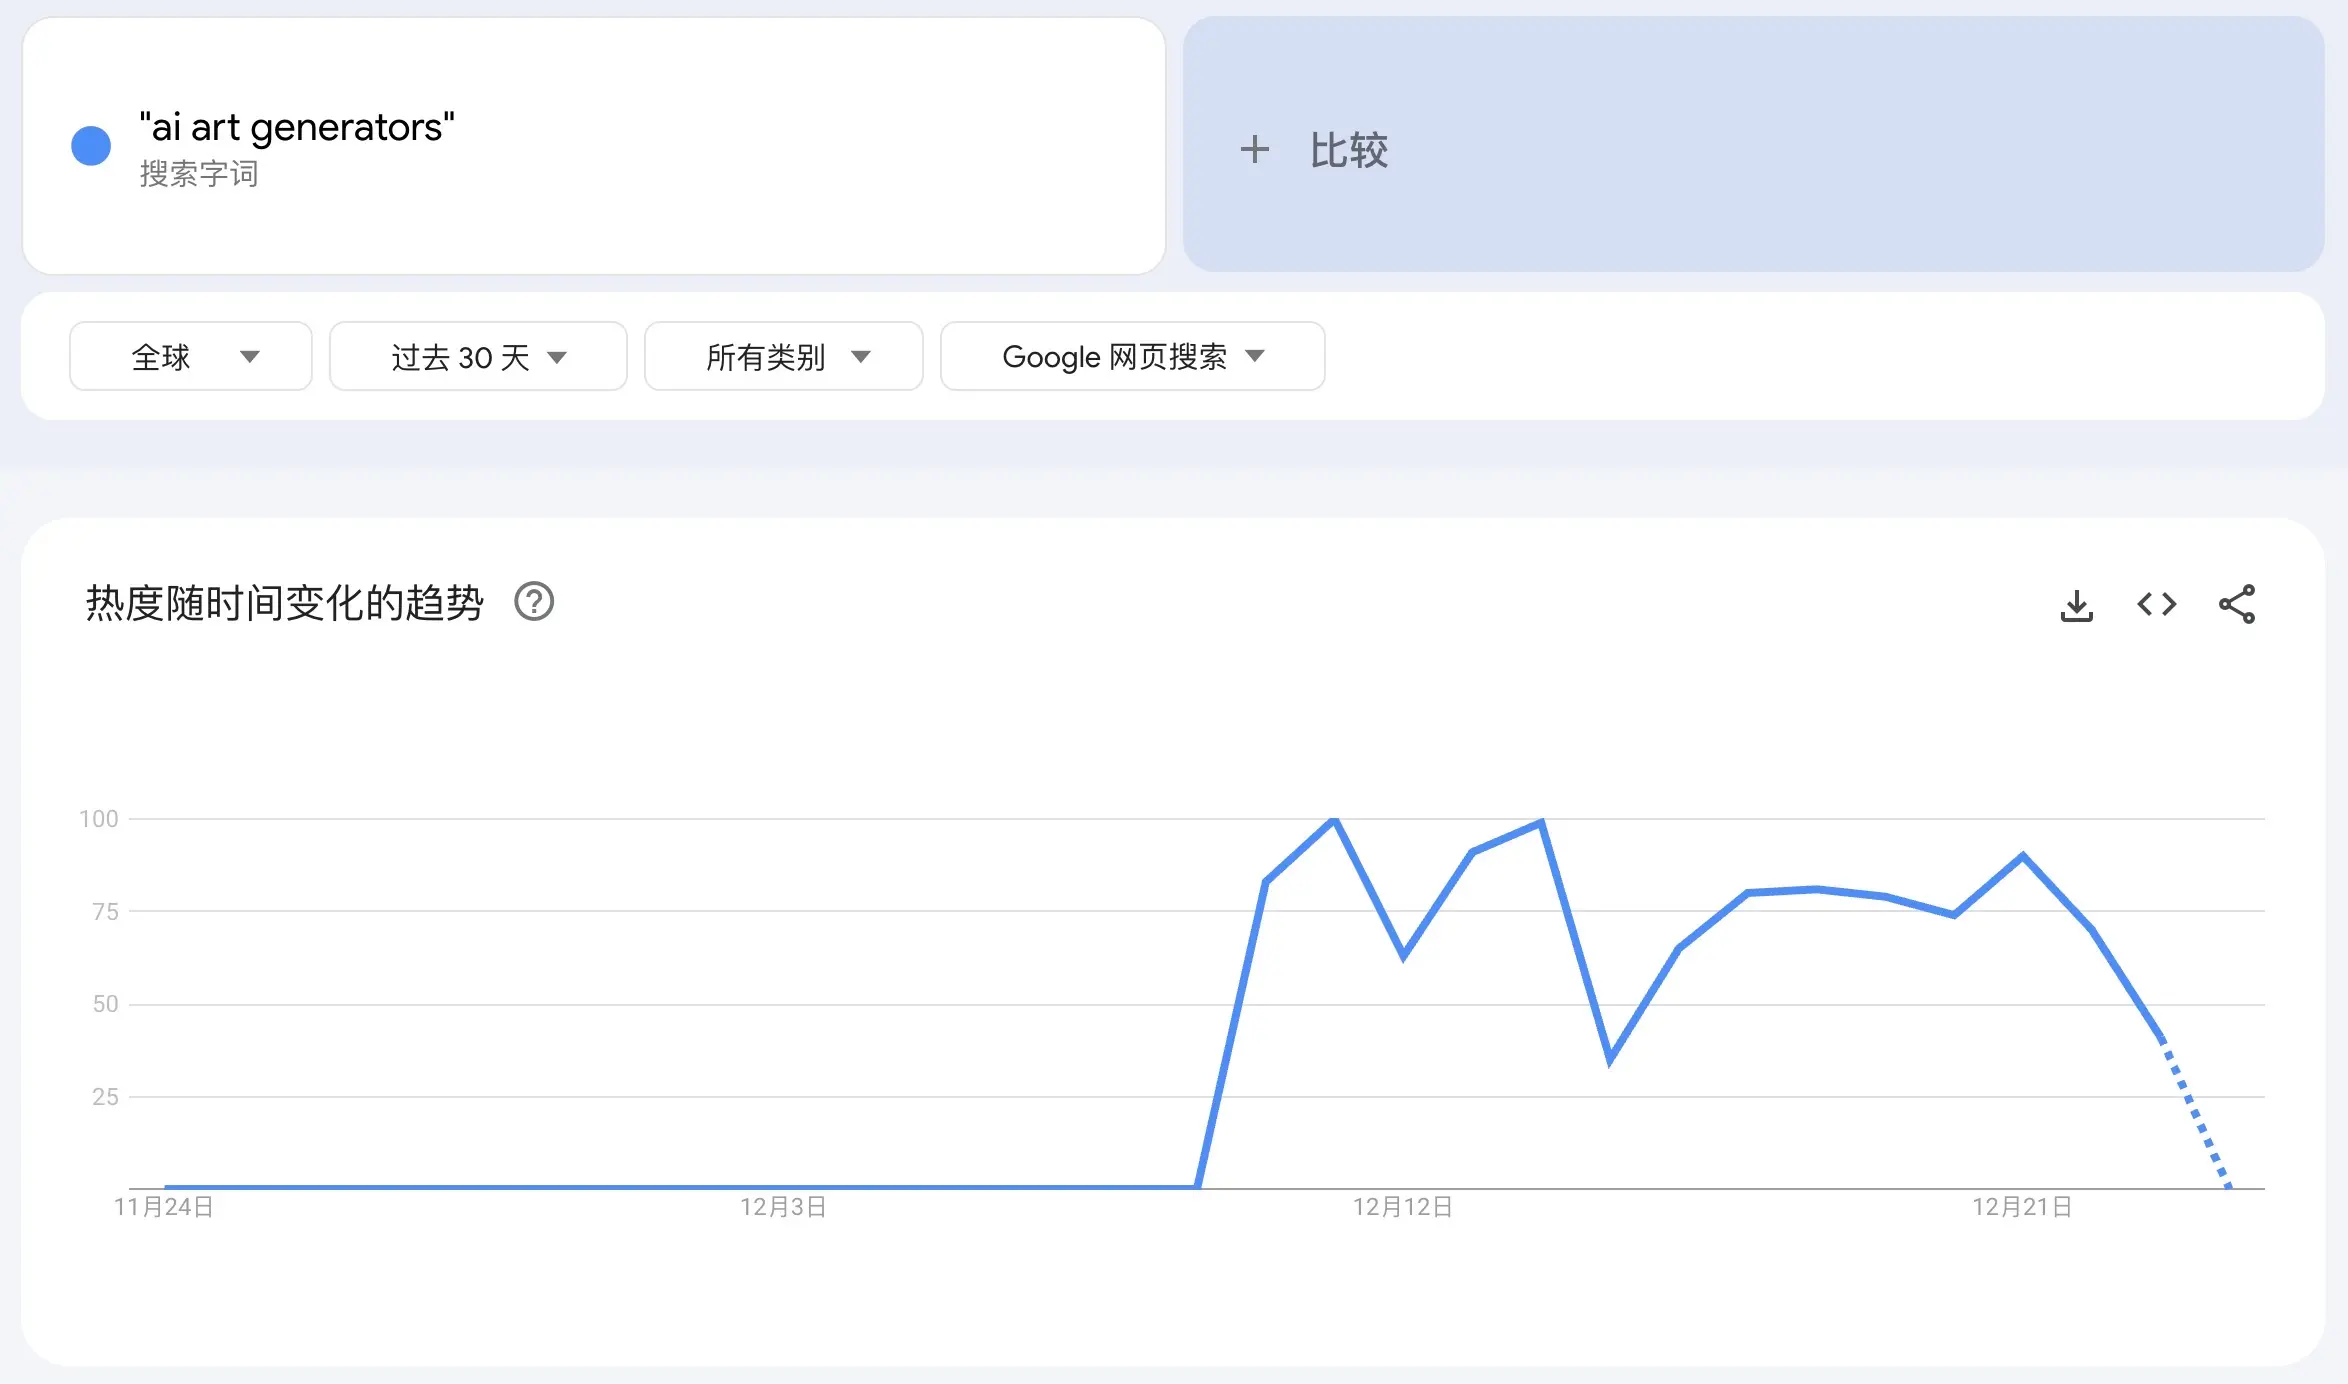 "ai art generators"
搜索字词
+ 比较
全球
过去 30 天
所有类别
Google 网页搜索
热度随时间变化的趋势
100
75
50
25
11月24日
12月3日
12月12日
12月21日